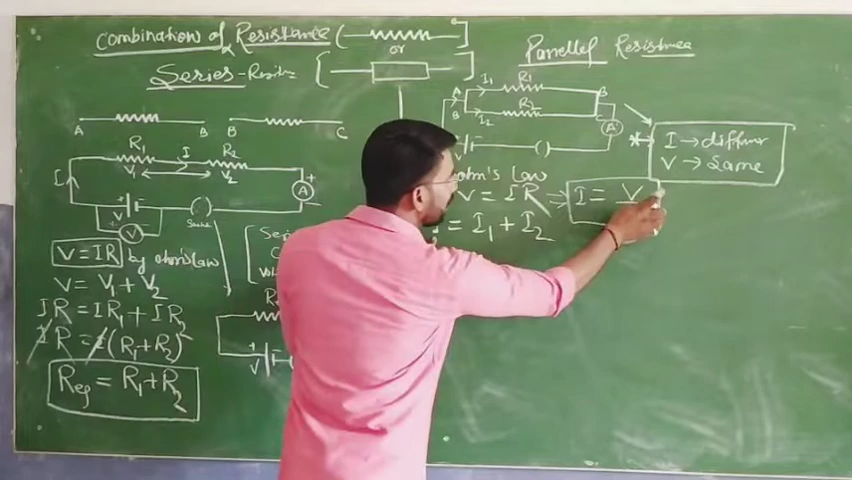 Combination of Resistance
or
Series -
A B B C
R1 I R2
V1 V2
I
A
+
+ V
V
V = IR by ohm's law
V = V1 + V2
IR = IR1 + IR2
IR = I(R1 + R2)
Req = R1 + R2
V
Parallel Resistance
I1 R1
A B
B R2
I2
A
I → differ
V → Same
ohm's law
V = IR ⇒ I = V
= I1 + I2